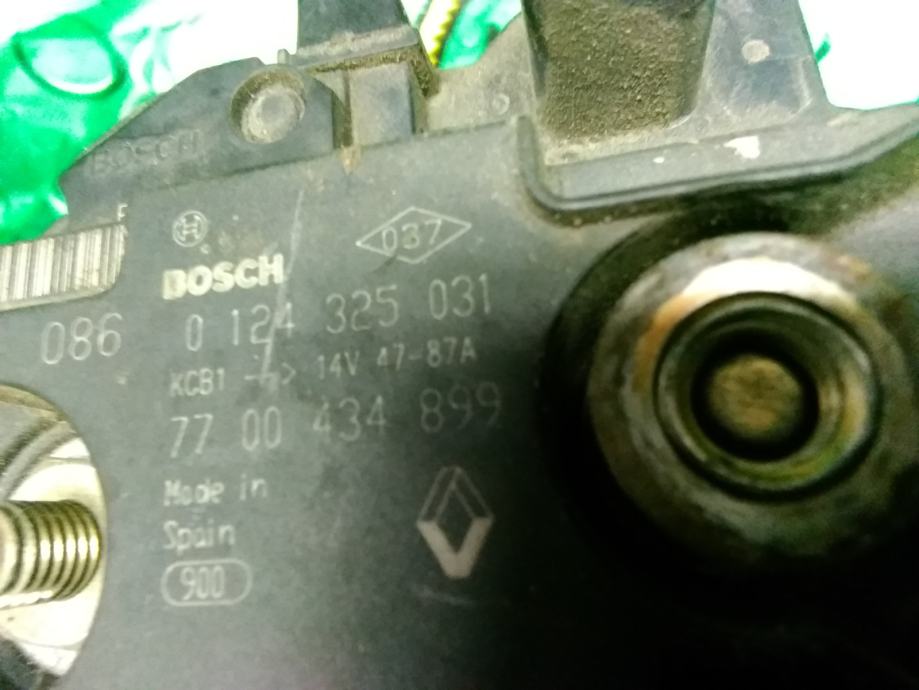 BOSCH
F
037
BOSCH
086
0 124 325 031
KCB1 --> 14V 47-87A
77 00 434 899
Made in
Spain
900